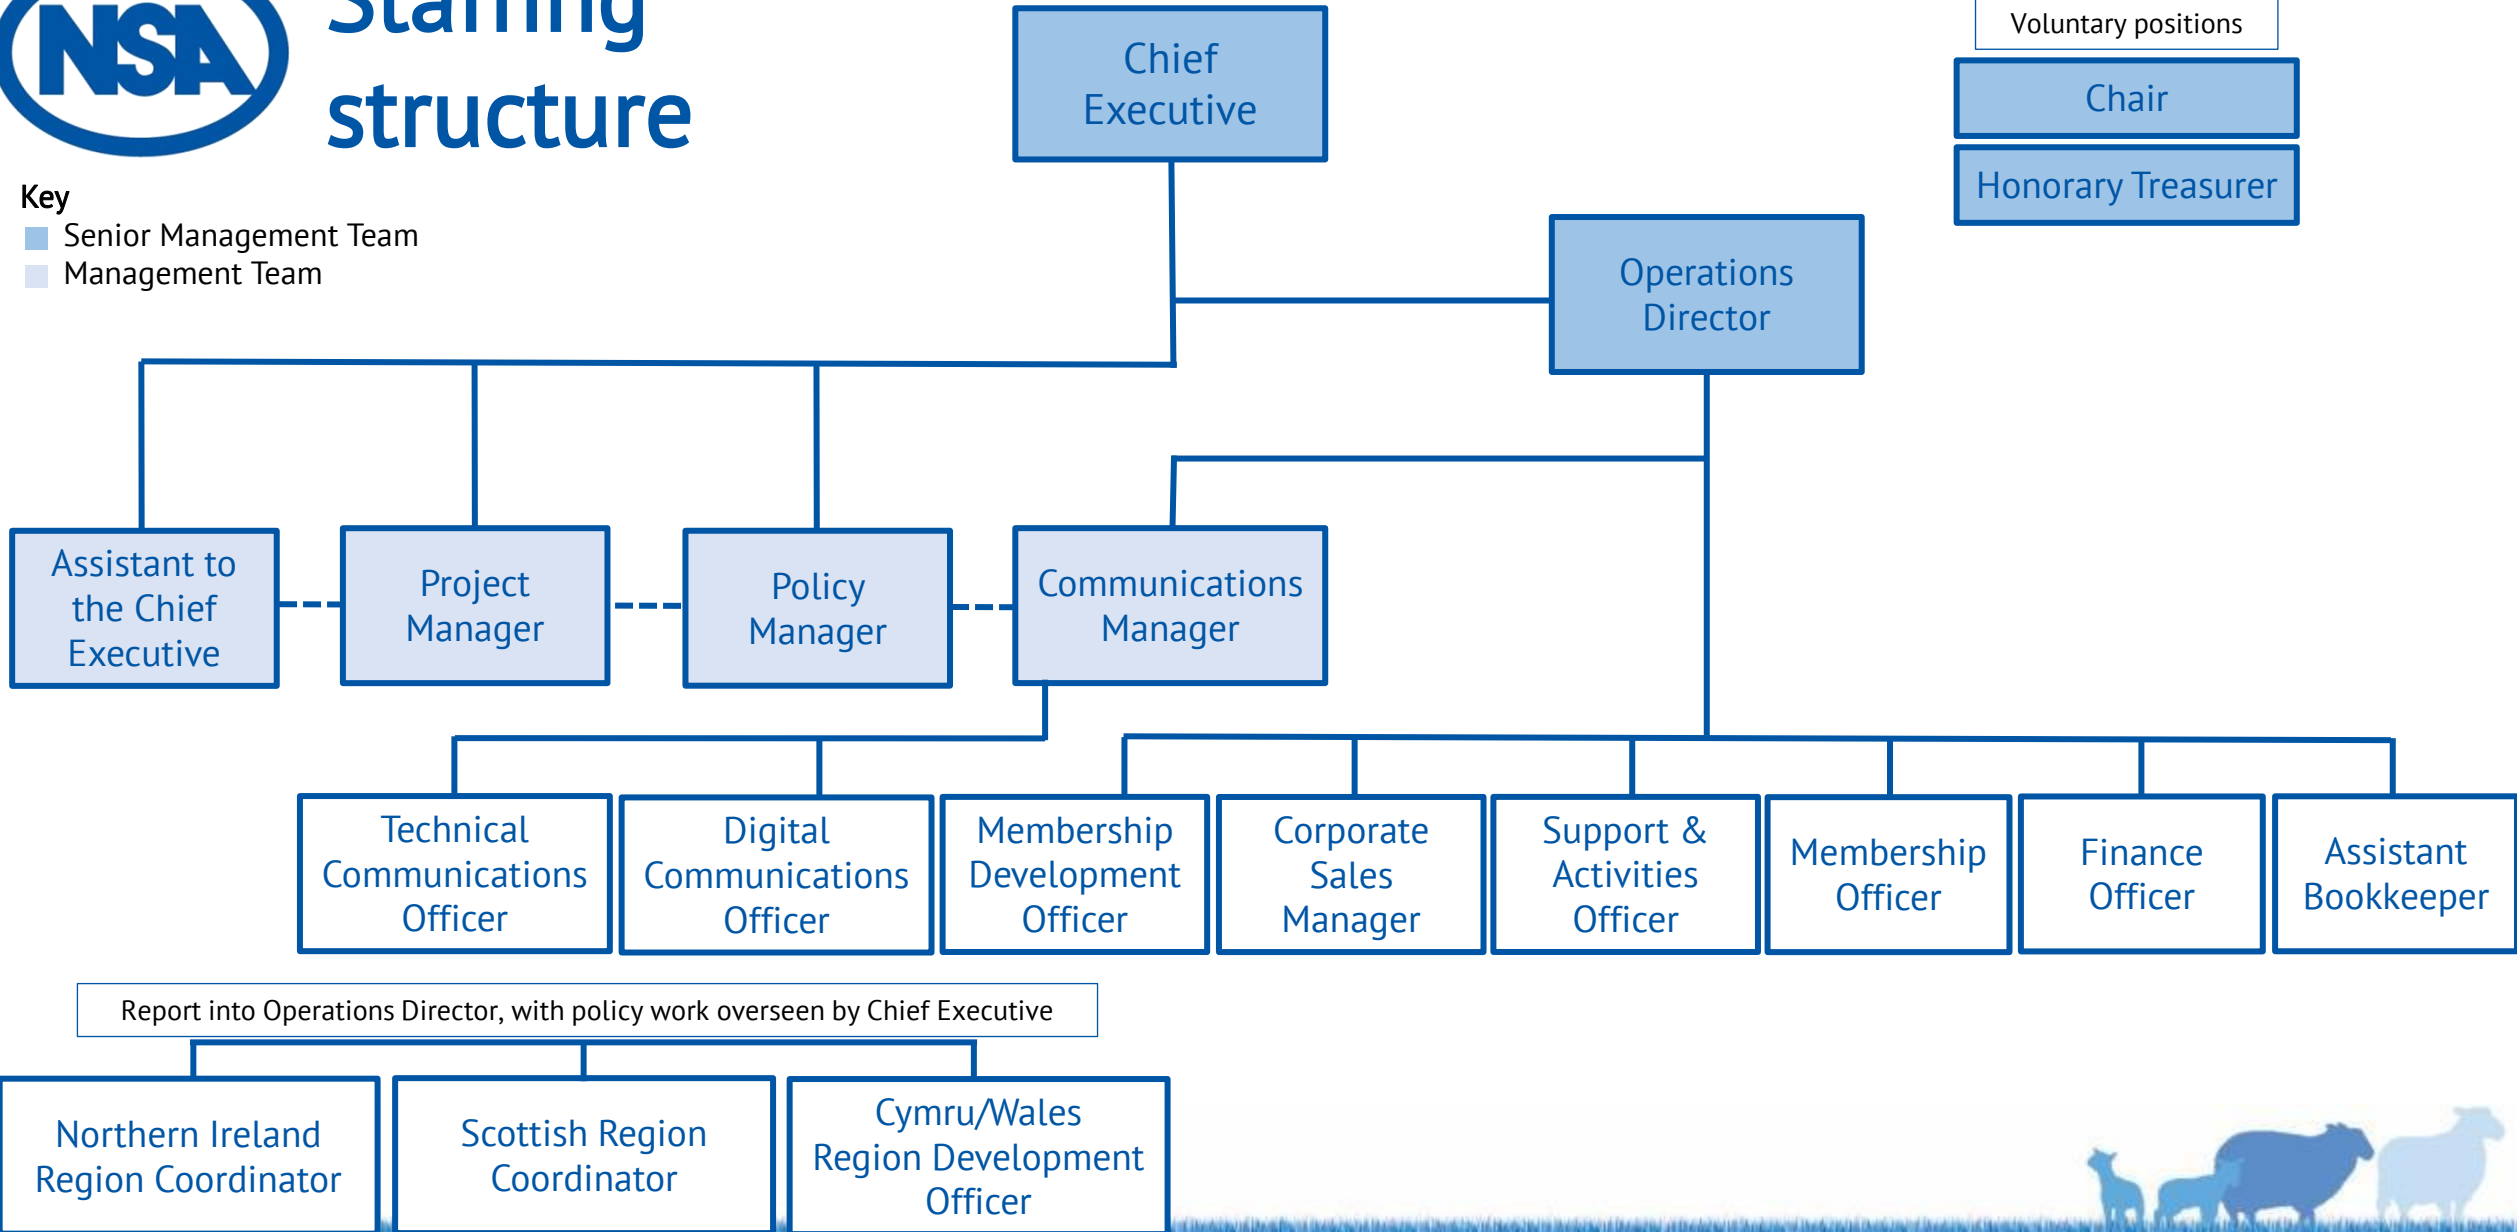 NSA
Staffing
structure
Key
Senior Management Team
Management Team
Chief
Executive
Voluntary positions
Chair
Honorary Treasurer
Operations
Director
Assistant to
the Chief
Executive
Project
Manager
Policy
Manager
Communications
Manager
Technical
Communications
Officer
Digital
Communications
Officer
Membership
Development
Officer
Corporate
Sales
Manager
Support &
Activities
Officer
Membership
Officer
Finance
Officer
Assistant
Bookkeeper
Report into Operations Director, with policy work overseen by Chief Executive
Northern Ireland
Region Coordinator
Scottish Region
Coordinator
Cymru/Wales
Region Development
Officer